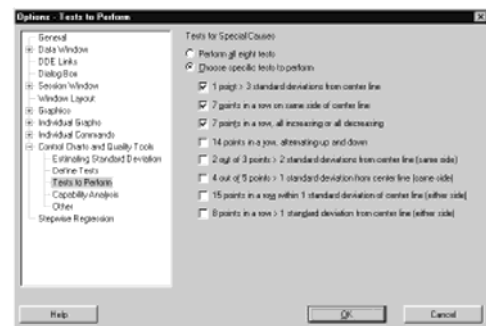 Options - Tests to Perform
General
Data Window
DDE Links
Dialog Box
Session Window
Window Layout
Graphics
Individual Graphs
Individual Commands
Control Charts and Quality Tools
Estimating Standard Deviation
Define Tests
Tests to Perform
Capability Analysis
Other
Stepwise Regression
Tests for Special Causes
Perform all eight tests
Choose specific tests to perform
1 point > 3 standard deviations from center line
7 points in a row on same side of center line
7 points in a row, all increasing or all decreasing
14 points in a row, alternating up and down
2 out of 3 points > 2 standard deviations from center line (same side)
4 out of 5 points > 1 standard deviation from center line (same side)
15 points in a row within 1 standard deviation of center line (either side)
8 points in a row > 1 standard deviation from center line (either side)
Help
OK
Cancel